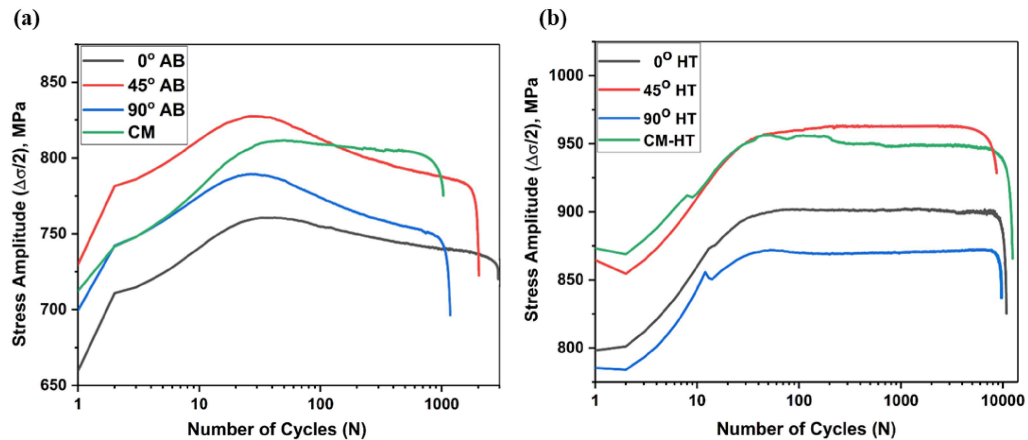 (a)
0° AB
45° AB
90° AB
CM
Stress Amplitude (Δσ/2), MPa
850
800
750
700
650
1
10
100
1000
Number of Cycles (N)
(b)
0° HT
45° HT
90° HT
CM-HT
Stress Amplitude (Δσ/2), MPa
1000
950
900
850
800
1
10
100
1000
10000
Number of Cycles (N)